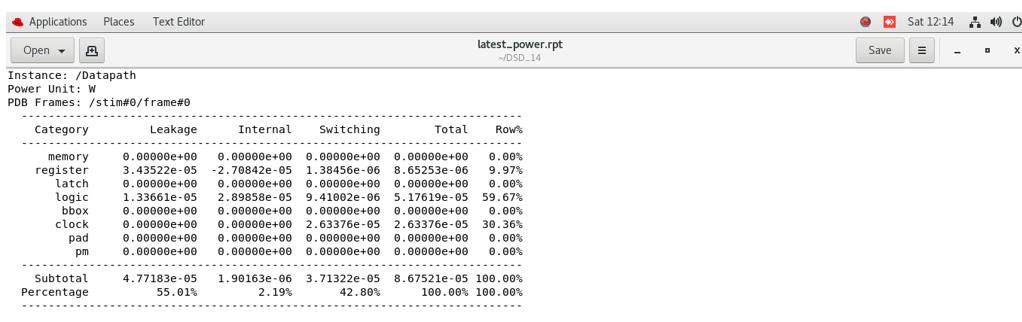 Applications Places Text Editor Sat 12:14
Open latest_power.rpt Save
~/DSD_14
Instance: /Datapath
Power Unit: W
PDB Frames: /stim#0/frame#0
---------------------------------------------------------------------------
Category Leakage Internal Switching Total Row%
---------------------------------------------------------------------------
memory 0.00000e+00 0.00000e+00 0.00000e+00 0.00000e+00 0.00%
register 3.43522e-05 -2.70842e-05 1.38456e-06 8.65253e-06 9.97%
latch 0.00000e+00 0.00000e+00 0.00000e+00 0.00000e+00 0.00%
logic 1.33661e-05 2.89858e-05 9.41002e-06 5.17619e-05 59.67%
bbox 0.00000e+00 0.00000e+00 0.00000e+00 0.00000e+00 0.00%
clock 0.00000e+00 0.00000e+00 2.63376e-05 2.63376e-05 30.36%
pad 0.00000e+00 0.00000e+00 0.00000e+00 0.00000e+00 0.00%
pm 0.00000e+00 0.00000e+00 0.00000e+00 0.00000e+00 0.00%
---------------------------------------------------------------------------
Subtotal 4.77183e-05 1.90163e-06 3.71322e-05 8.67521e-05 100.00%
Percentage 55.01% 2.19% 42.80% 100.00% 100.00%
---------------------------------------------------------------------------